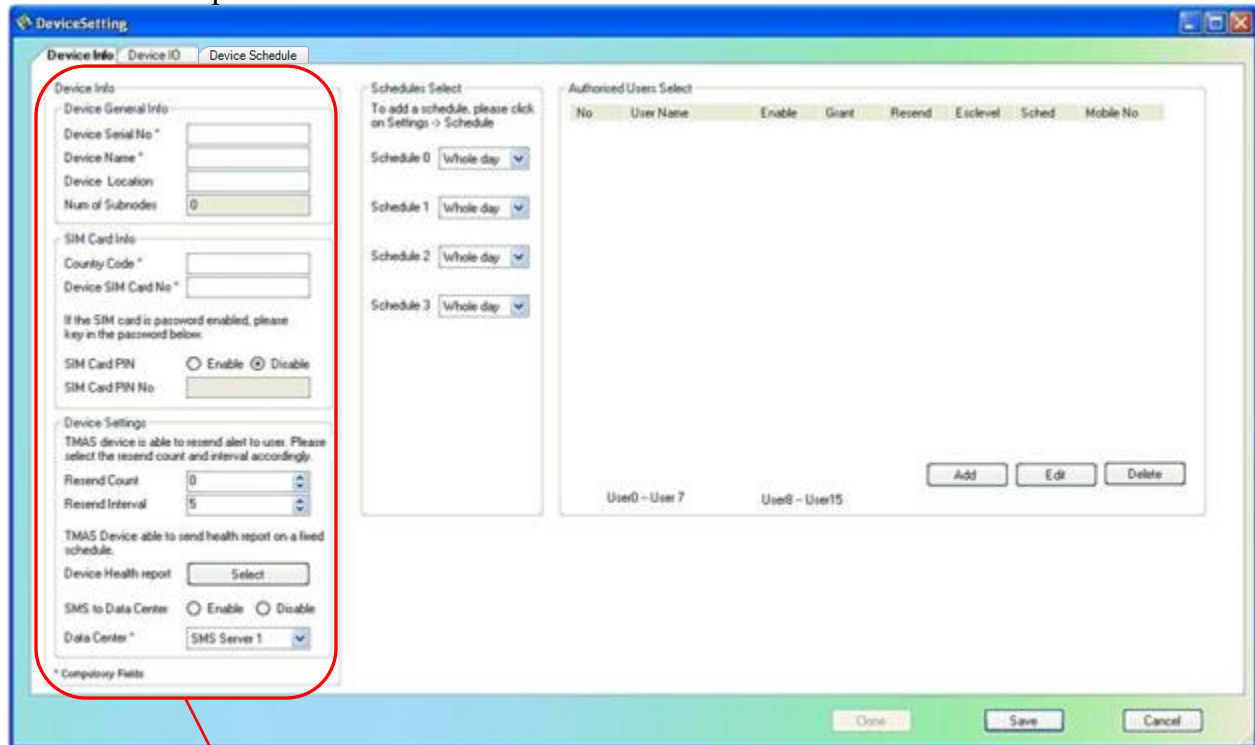 DeviceSetting
Device Info
Device IO
Device Schedule
Device Info
Device General Info
Device Serial No *
Device Name *
Device Location
Num of Subnodes 0
SIM Card Info
Country Code *
Device SIM Card No *
If the SIM card is password enabled, please
key in the password below.
SIM Card PIN Enable Disable
SIM Card PIN No
Device Settings
TMAS device is able to resend alert to user. Please
select the resend count and interval accordingly.
Resend Count 0
Resend Interval 5
TMAS Device able to send health report on a fixed
schedule.
Device Health report Select
SMS to Data Center Enable Disable
Data Center * SMS Server 1
* Compulsory Fields
Schedules Select
To add a schedule, please click
on Settings -> Schedule
Schedule 0 Whole day
Schedule 1 Whole day
Schedule 2 Whole day
Schedule 3 Whole day
Authorised Users Select
No User Name Enable Grant Resend Esclevel Sched Mobile No
Add Edit Delete
User0 – User 7 User8 – User15
Clone Save Cancel